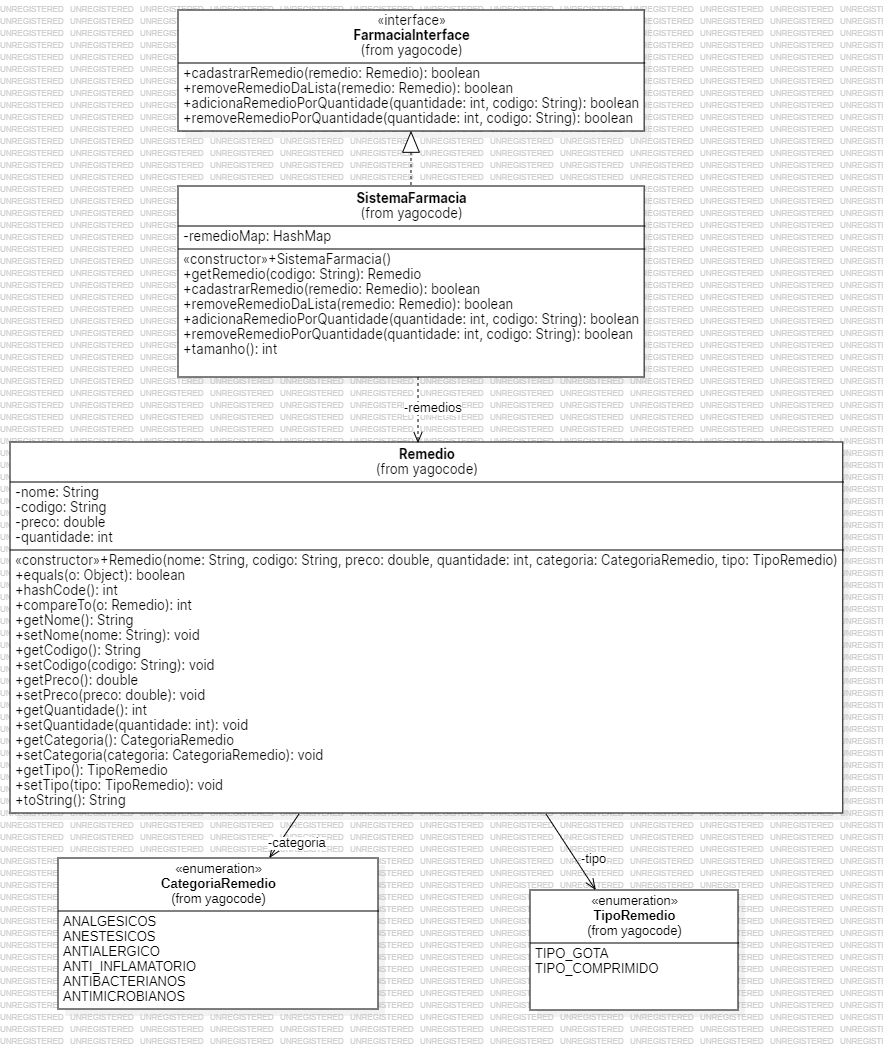 «interface»
FarmaciaInterface
(from yagocode)
+cadastrarRemedio(remedio: Remedio): boolean
+removeRemedioDaLista(remedio: Remedio): boolean
+adicionaRemedioPorQuantidade(quantidade: int, codigo: String): boolean
+removeRemedioPorQuantidade(quantidade: int, codigo: String): boolean
SistemaFarmacia
(from yagocode)
-remedioMap: HashMap
«constructor»+SistemaFarmacia()
+getRemedio(codigo: String): Remedio
+cadastrarRemedio(remedio: Remedio): boolean
+removeRemedioDaLista(remedio: Remedio): boolean
+adicionaRemedioPorQuantidade(quantidade: int, codigo: String): boolean
+removeRemedioPorQuantidade(quantidade: int, codigo: String): boolean
+tamanho(): int
-remedios
Remedio
(from yagocode)
-nome: String
-codigo: String
-preco: double
-quantidade: int
«constructor»+Remedio(nome: String, codigo: String, preco: double, quantidade: int, categoria: CategoriaRemedio, tipo: TipoRemedio)
+equals(o: Object): boolean
+hashCode(): int
+compareTo(o: Remedio): int
+getNome(): String
+setNome(nome: String): void
+getCodigo(): String
+setCodigo(codigo: String): void
+getPreco(): double
+setPreco(preco: double): void
+getQuantidade(): int
+setQuantidade(quantidade: int): void
+getCategoria(): CategoriaRemedio
+setCategoria(categoria: CategoriaRemedio): void
+getTipo(): TipoRemedio
+setTipo(tipo: TipoRemedio): void
+toString(): String
-categoria
-tipo
«enumeration»
CategoriaRemedio
(from yagocode)
ANALGESICOS
ANESTESICOS
ANTIALERGICO
ANTI_INFLAMATORIO
ANTIBACTERIANOS
ANTIMICROBIANOS
«enumeration»
TipoRemedio
(from yagocode)
TIPO_GOTA
TIPO_COMPRIMIDO
UNREGISTERED